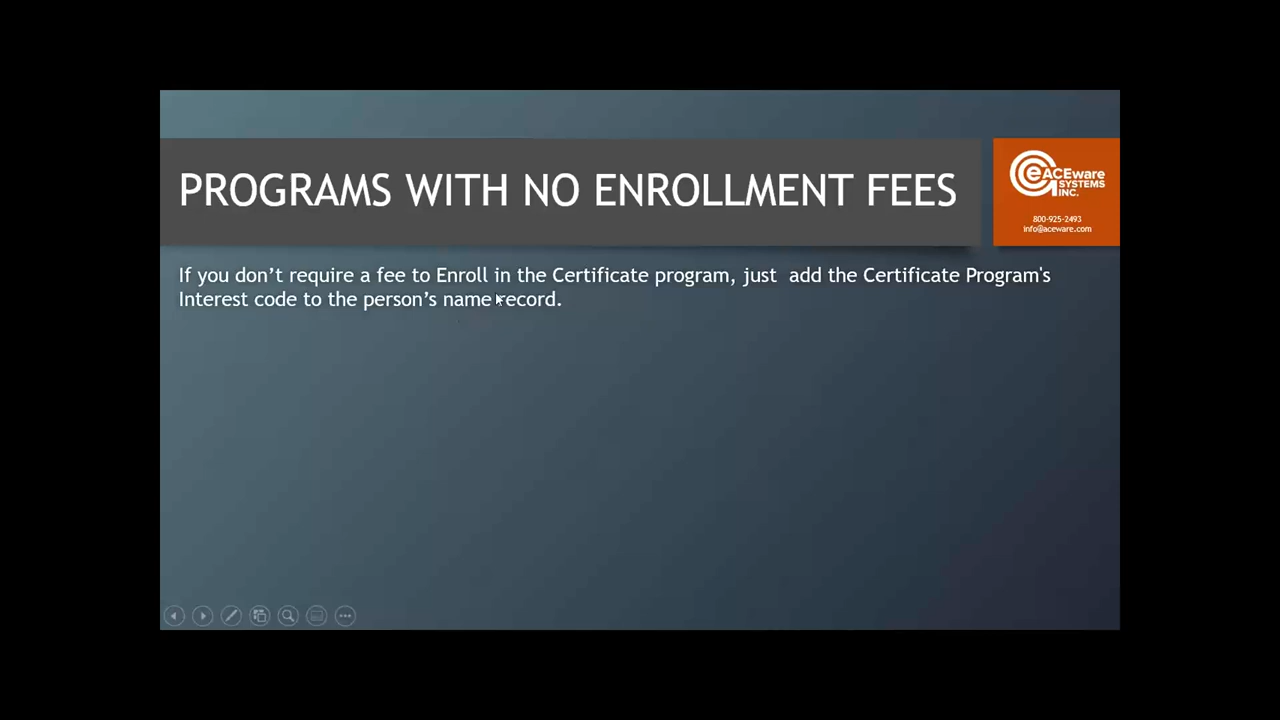 PROGRAMS WITH NO ENROLLMENT FEES
eACEware
SYSTEMS
INC.
800-925-2493
info@aceware.com
If you don’t require a fee to Enroll in the Certificate program, just  add the Certificate Program's
Interest code to the person’s name record.